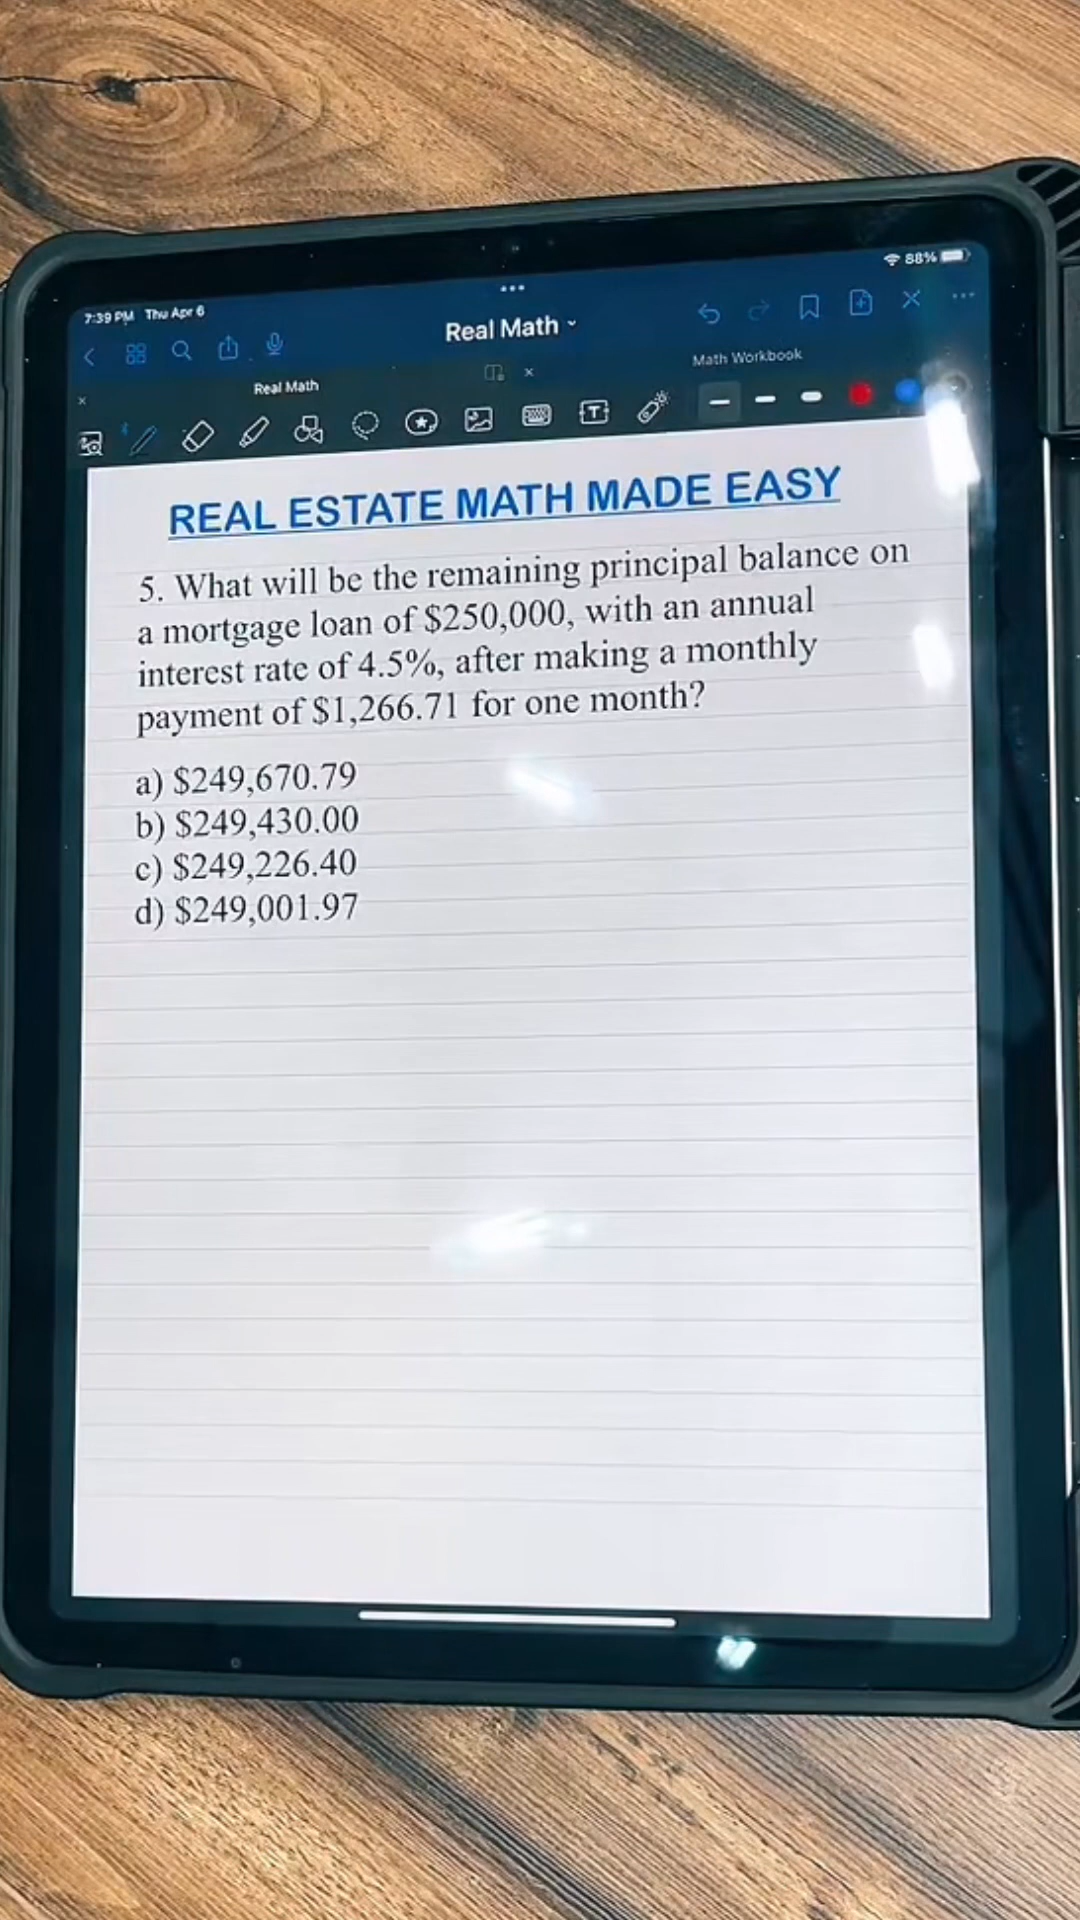 7:39 PM Thu Apr 6
88%
Real Math
Real Math
Math Workbook
REAL ESTATE MATH MADE EASY
5. What will be the remaining principal balance on
a mortgage loan of $250,000, with an annual
interest rate of 4.5%, after making a monthly
payment of $1,266.71 for one month?
a) $249,670.79
b) $249,430.00
c) $249,226.40
d) $249,001.97